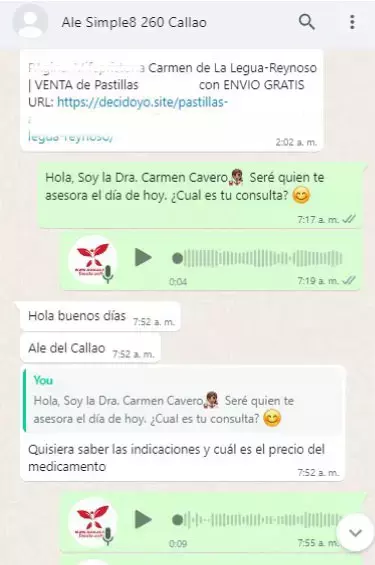 Ale Simple8 260 Callao
Carmen de La Legua-Reynoso
| VENTA de Pastillas con ENVIO GRATIS
URL: https://decidoyo.site/pastillas-
legua-reynoso/
2:02 a. m.
Hola, Soy la Dra. Carmen Cavero👩🏽‍⚕️ Seré quien te
asesora el día de hoy. ¿Cual es tu consulta? 😊
7:17 a. m.
0:04
7:19 a. m.
Hola buenos días
7:52 a. m.
Ale del Callao
7:52 a. m.
You
Hola, Soy la Dra. Carmen Cavero👩🏽‍⚕️ Seré quien te
asesora el día de hoy. ¿Cual es tu consulta? 😊
Quisiera saber las indicaciones y cuál es el precio del
medicamento
7:52 a. m.
0:09
7:55 a. m.